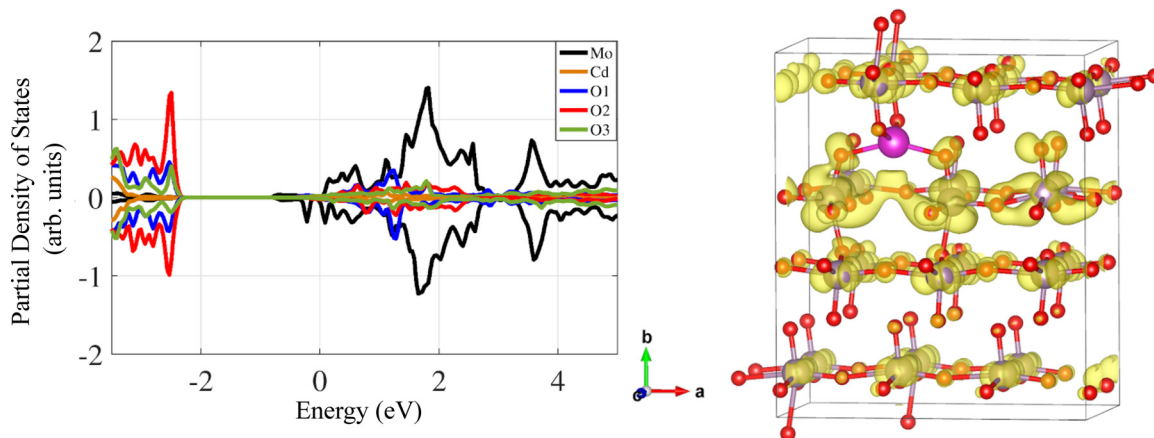 Partial Density of States
(arb. units)
2
1
0
-1
-2
-2
0
2
4
Energy (eV)
Mo
Cd
O1
O2
O3
b
a
c